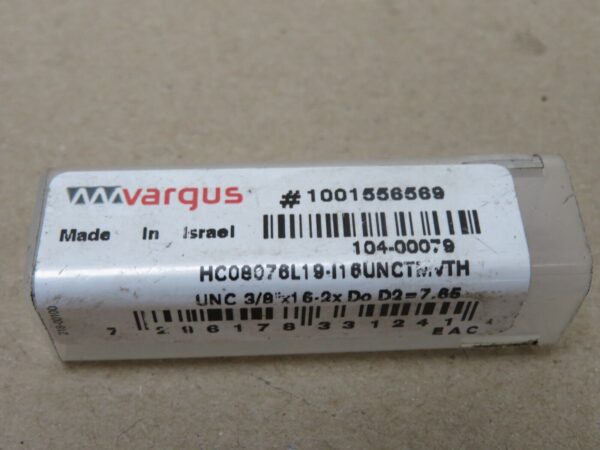 vargus # 1001556569
Made In Israel
104-00079
HC08076L19-I16UNCTMVTH
UNC 3/8"x16-2x Do D2=7.65
7 296178 331241
EAC